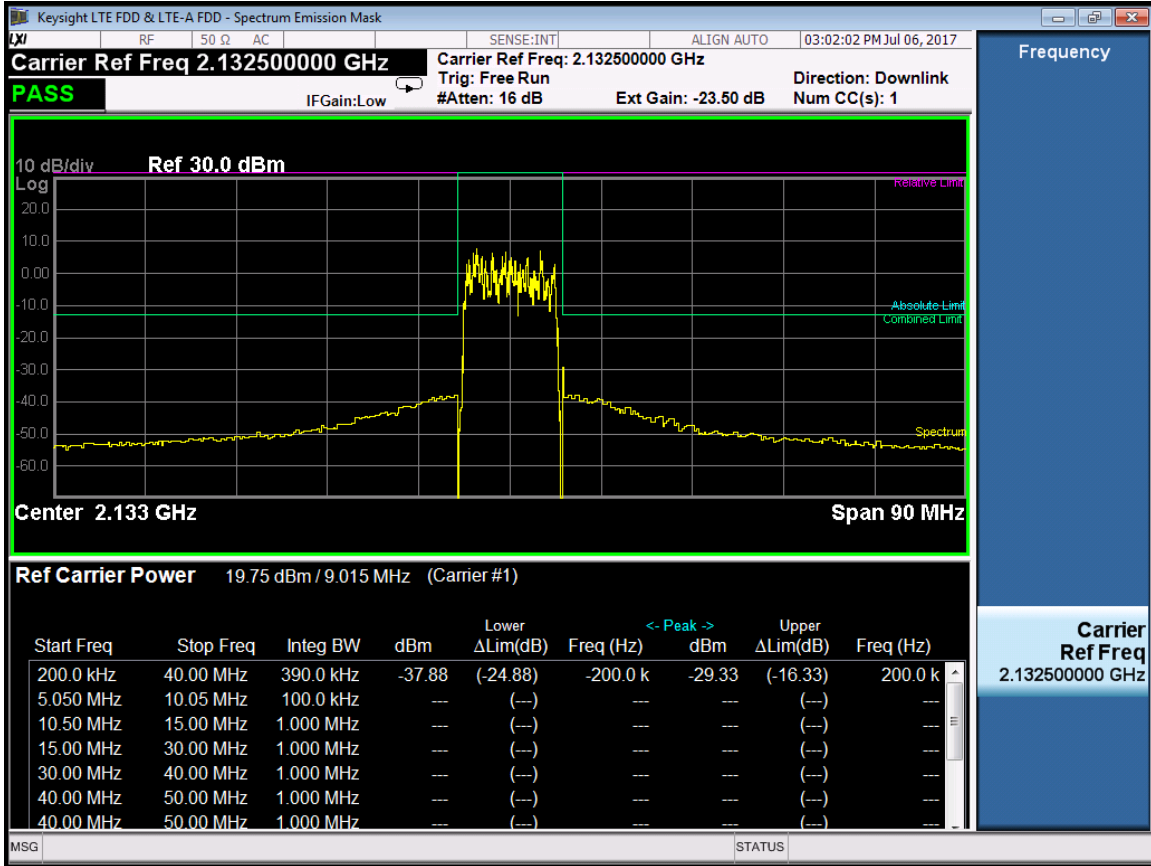 Keysight LTE FDD & LTE-A FDD - Spectrum Emission Mask
LXI RF 50 Ω AC SENSE:INT ALIGN AUTO 03:02:02 PM Jul 06, 2017
Carrier Ref Freq 2.132500000 GHz
Carrier Ref Freq: 2.132500000 GHz
Trig: Free Run Direction: Downlink
PASS IFGain:Low #Atten: 16 dB Ext Gain: -23.50 dB Num CC(s): 1
Frequency
10 dB/div Ref 30.0 dBm
Log
Relative Limit
20.0
10.0
0.00
-10.0
Absolute Limit
Combined Limit
-20.0
-30.0
-40.0
-50.0
Spectrum
-60.0
Center 2.133 GHz Span 90 MHz
Ref Carrier Power 19.75 dBm / 9.015 MHz (Carrier #1)
Lower <- Peak -> Upper
Start Freq Stop Freq Integ BW dBm ΔLim(dB) Freq (Hz) dBm ΔLim(dB) Freq (Hz)
200.0 kHz 40.00 MHz 390.0 kHz -37.88 (-24.88) -200.0 k -29.33 (-16.33) 200.0 k
5.050 MHz 10.05 MHz 100.0 kHz --- (---) --- --- (---) ---
10.50 MHz 15.00 MHz 1.000 MHz --- (---) --- --- (---) ---
15.00 MHz 30.00 MHz 1.000 MHz --- (---) --- --- (---) ---
30.00 MHz 40.00 MHz 1.000 MHz --- (---) --- --- (---) ---
40.00 MHz 50.00 MHz 1.000 MHz --- (---) --- --- (---) ---
40.00 MHz 50.00 MHz 1.000 MHz --- (---) --- --- (---) ---
Carrier
Ref Freq
2.132500000 GHz
MSG STATUS